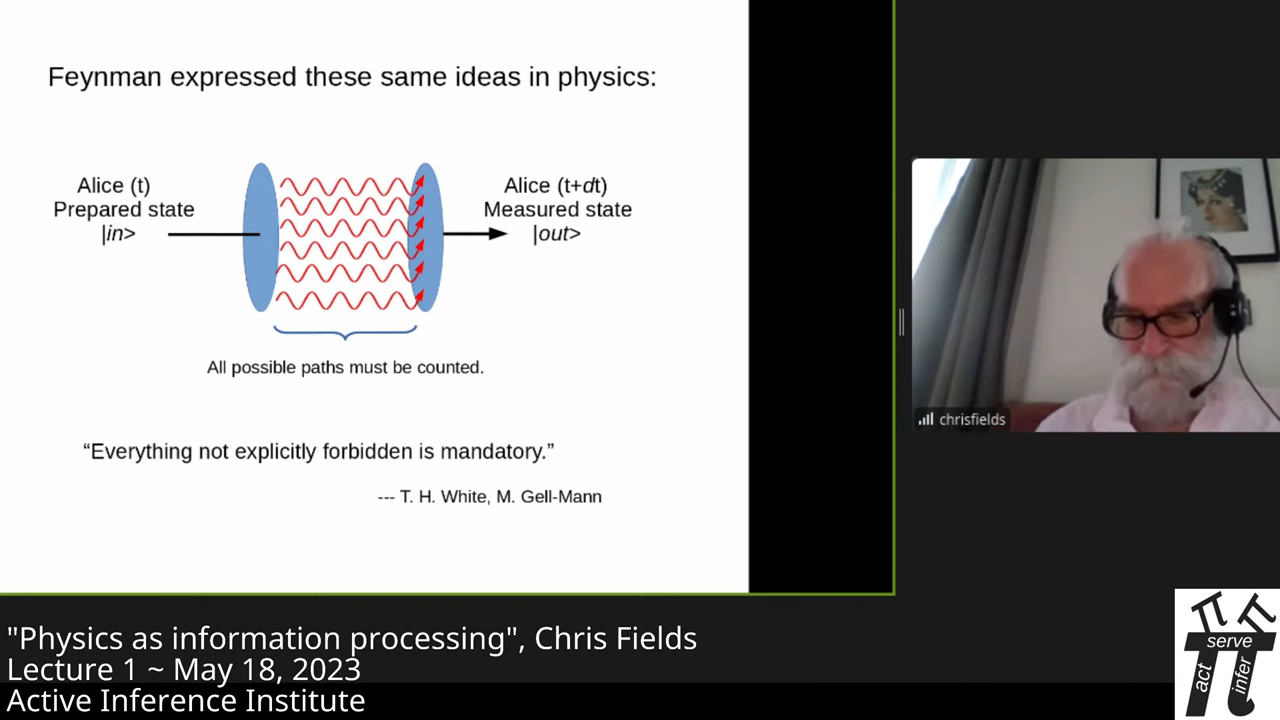 Feynman expressed these same ideas in physics:
Alice (t)
Prepared state
|in>
Alice (t+dt)
Measured state
|out>
All possible paths must be counted.
“Everything not explicitly forbidden is mandatory.”
--- T. H. White, M. Gell-Mann
chrisfields
"Physics as information processing", Chris Fields
Lecture 1 ~ May 18, 2023
Active Inference Institute
serve
act
infer